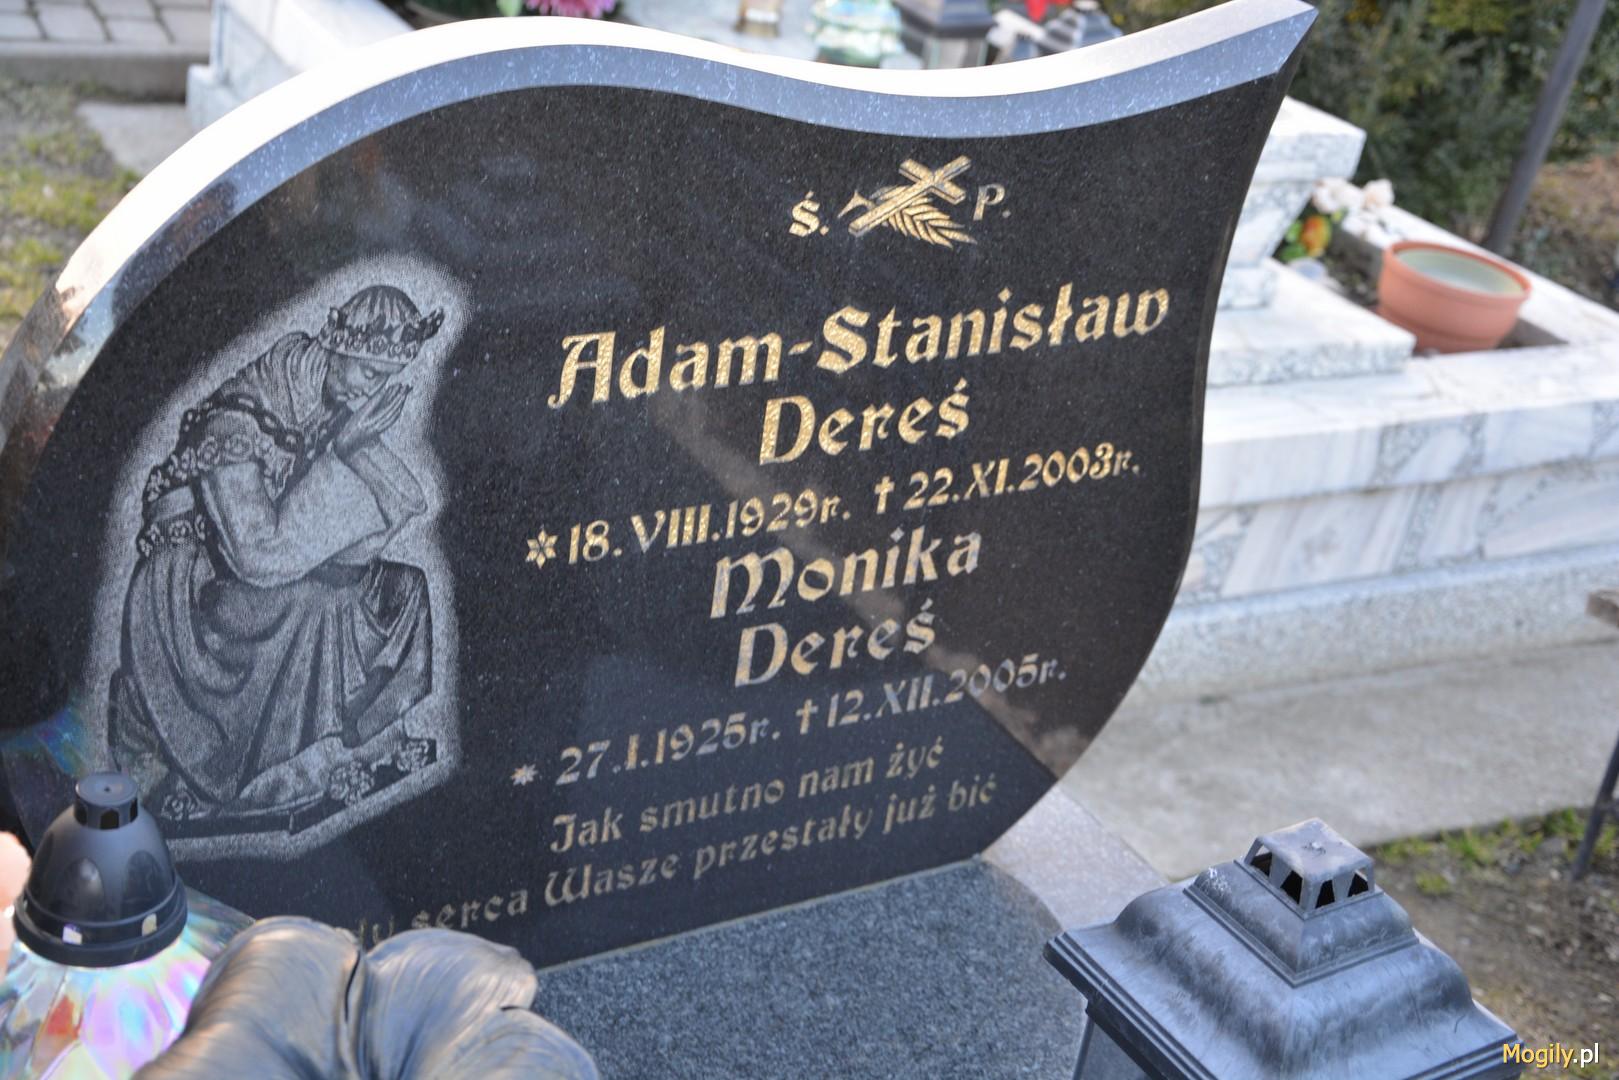 Ś. P.
Adam-Stanisław
Dereś
18.VIII.1929r. † 22.XI.2003r.
Monika
Dereś
27.I.1925r. † 12.XII.2005r.
Jak smutno nam żyć
serca Wasze przestały już bić
Mogily.pl